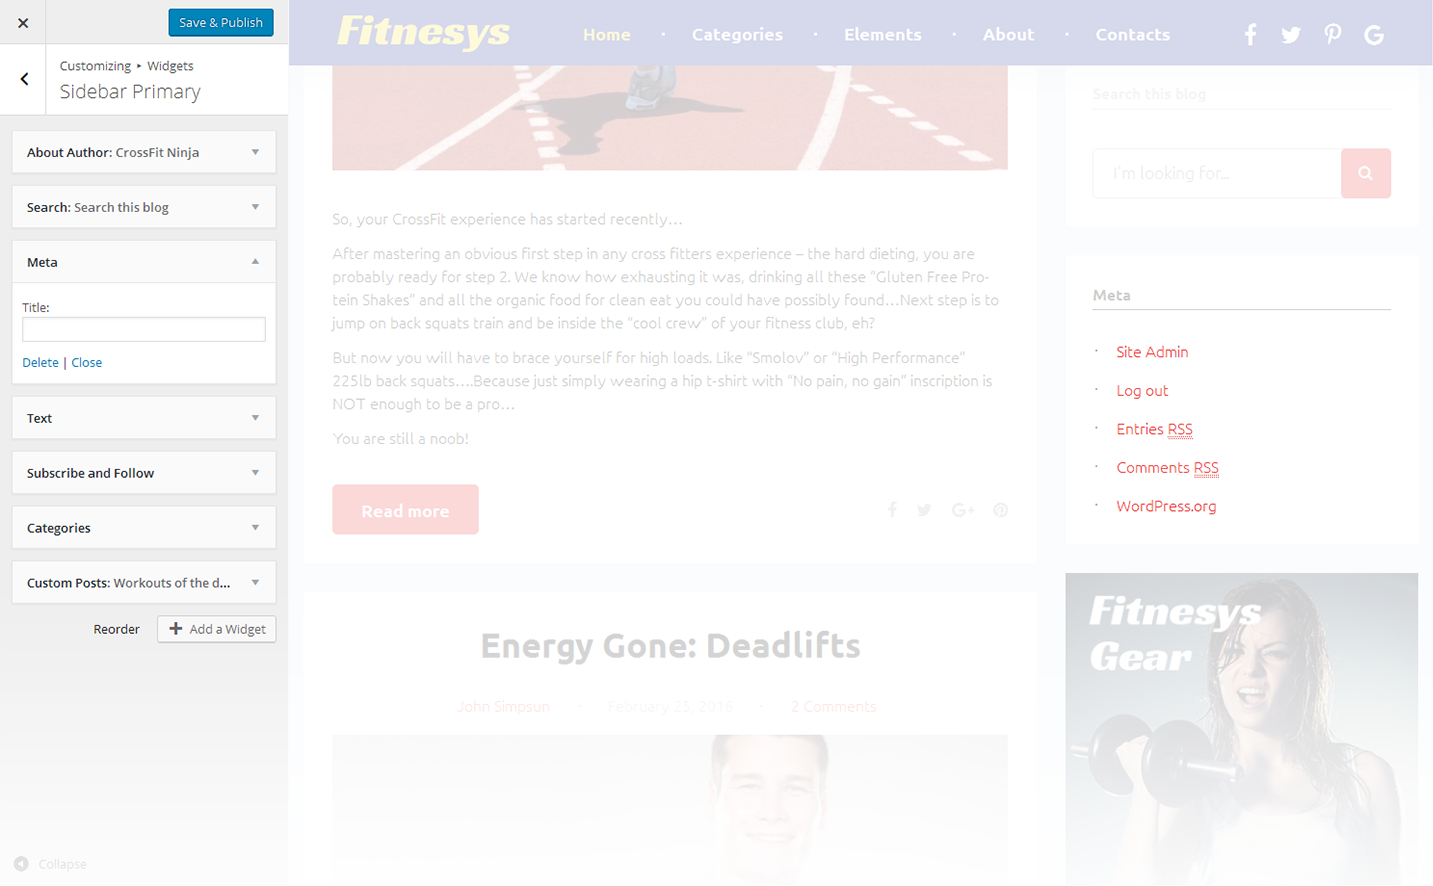 Save & Publish
Customizing ▸ Widgets
Sidebar Primary
About Author: CrossFit Ninja
Search: Search this blog
Meta
Title:
Delete | Close
Text
Subscribe and Follow
Categories
Custom Posts: Workouts of the d...
Reorder
Add a Widget
Collapse
Fitnesys
Home · Categories · Elements · About · Contacts
So, your CrossFit experience has started recently…
After mastering an obvious first step in any cross fitters experience – the hard dieting, you are
probably ready for step 2. We know how exhausting it was, drinking all these “Gluten Free Pro-
tein Shakes” and all the organic food for clean eat you could have possibly found…Next step is to
jump on back squats train and be inside the “cool crew” of your fitness club, eh?
But now you will have to brace yourself for high loads. Like “Smolov” or “High Performance”
225lb back squats….Because just simply wearing a hip t-shirt with “No pain, no gain” inscription is
NOT enough to be a pro…
You are still a noob!
Read more
Energy Gone: Deadlifts
John Simpsun · February 25, 2016 · 2 Comments
Search this blog
I'm looking for...
Meta
Site Admin
Log out
Entries RSS
Comments RSS
WordPress.org
Fitnesys
Gear